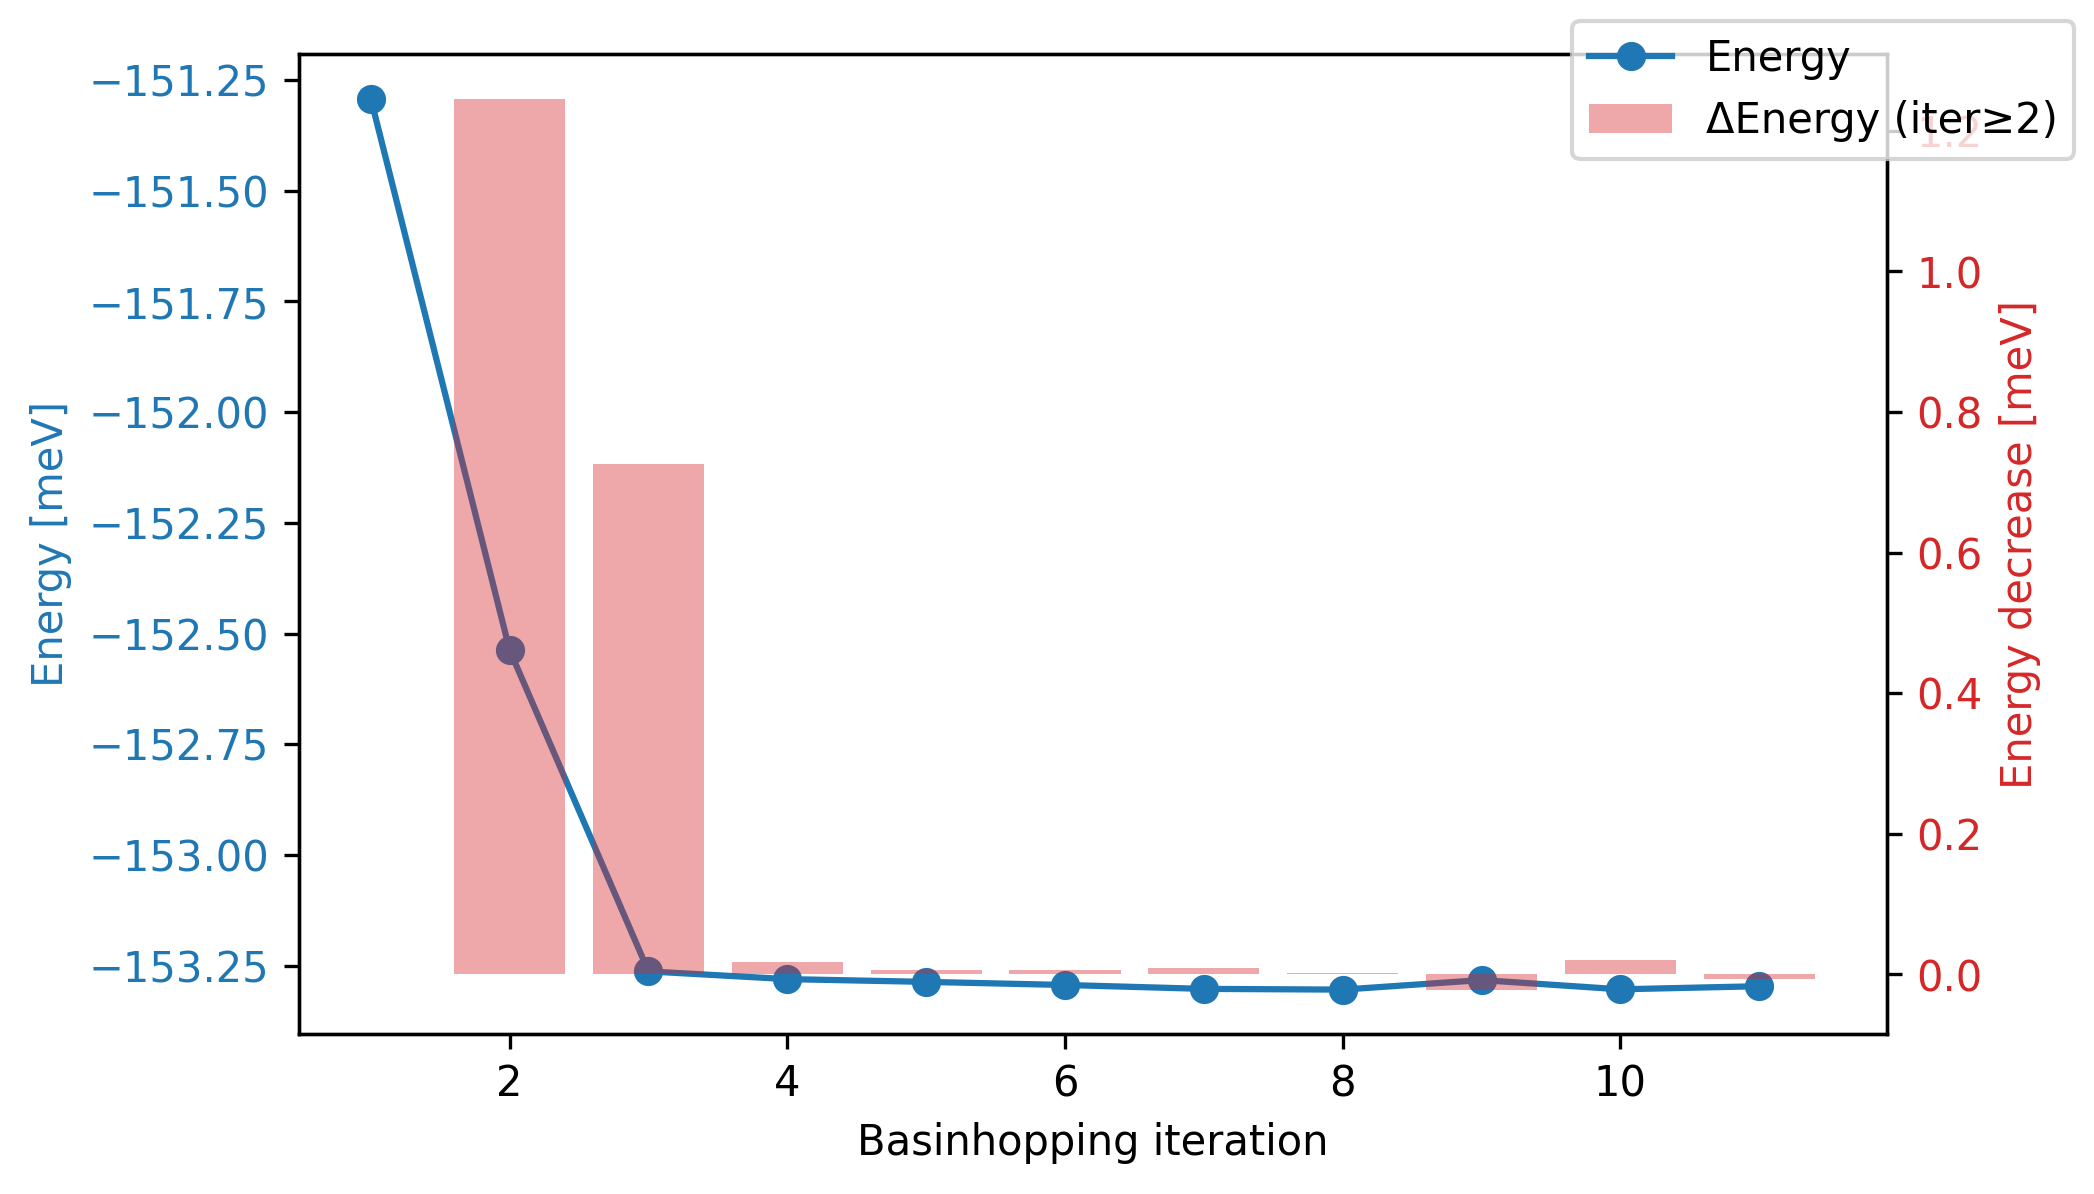 Energy
ΔEnergy (iter≥2)
−151.25
−151.50
−151.75
−152.00
−152.25
−152.50
−152.75
−153.00
−153.25
Energy [meV]
1.2
1.0
0.8
0.6
0.4
0.2
0.0
Energy decrease [meV]
2 4 6 8 10
Basinhopping iteration